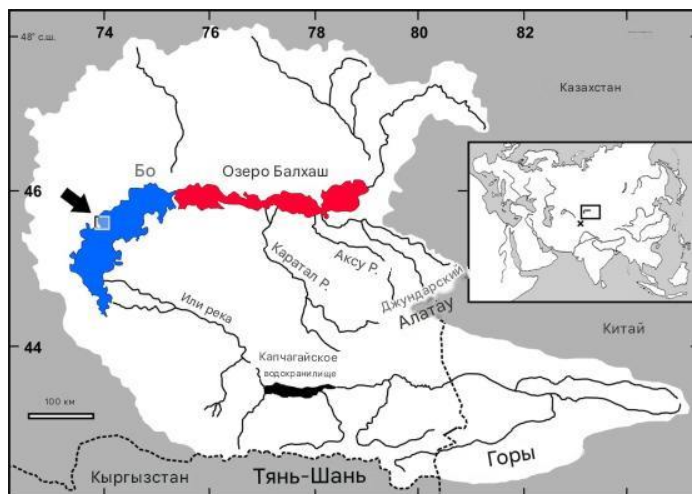 74 76 78 80 82
48° с.ш.
Казахстан
Бо
Озеро Балхаш
46
Каратал Р.
Аксу Р.
Джундарский
Алатау
Или река
Китай
44
Капчагайское
водохранилище
100 км
Горы
Тянь-Шань
Кыргызстан